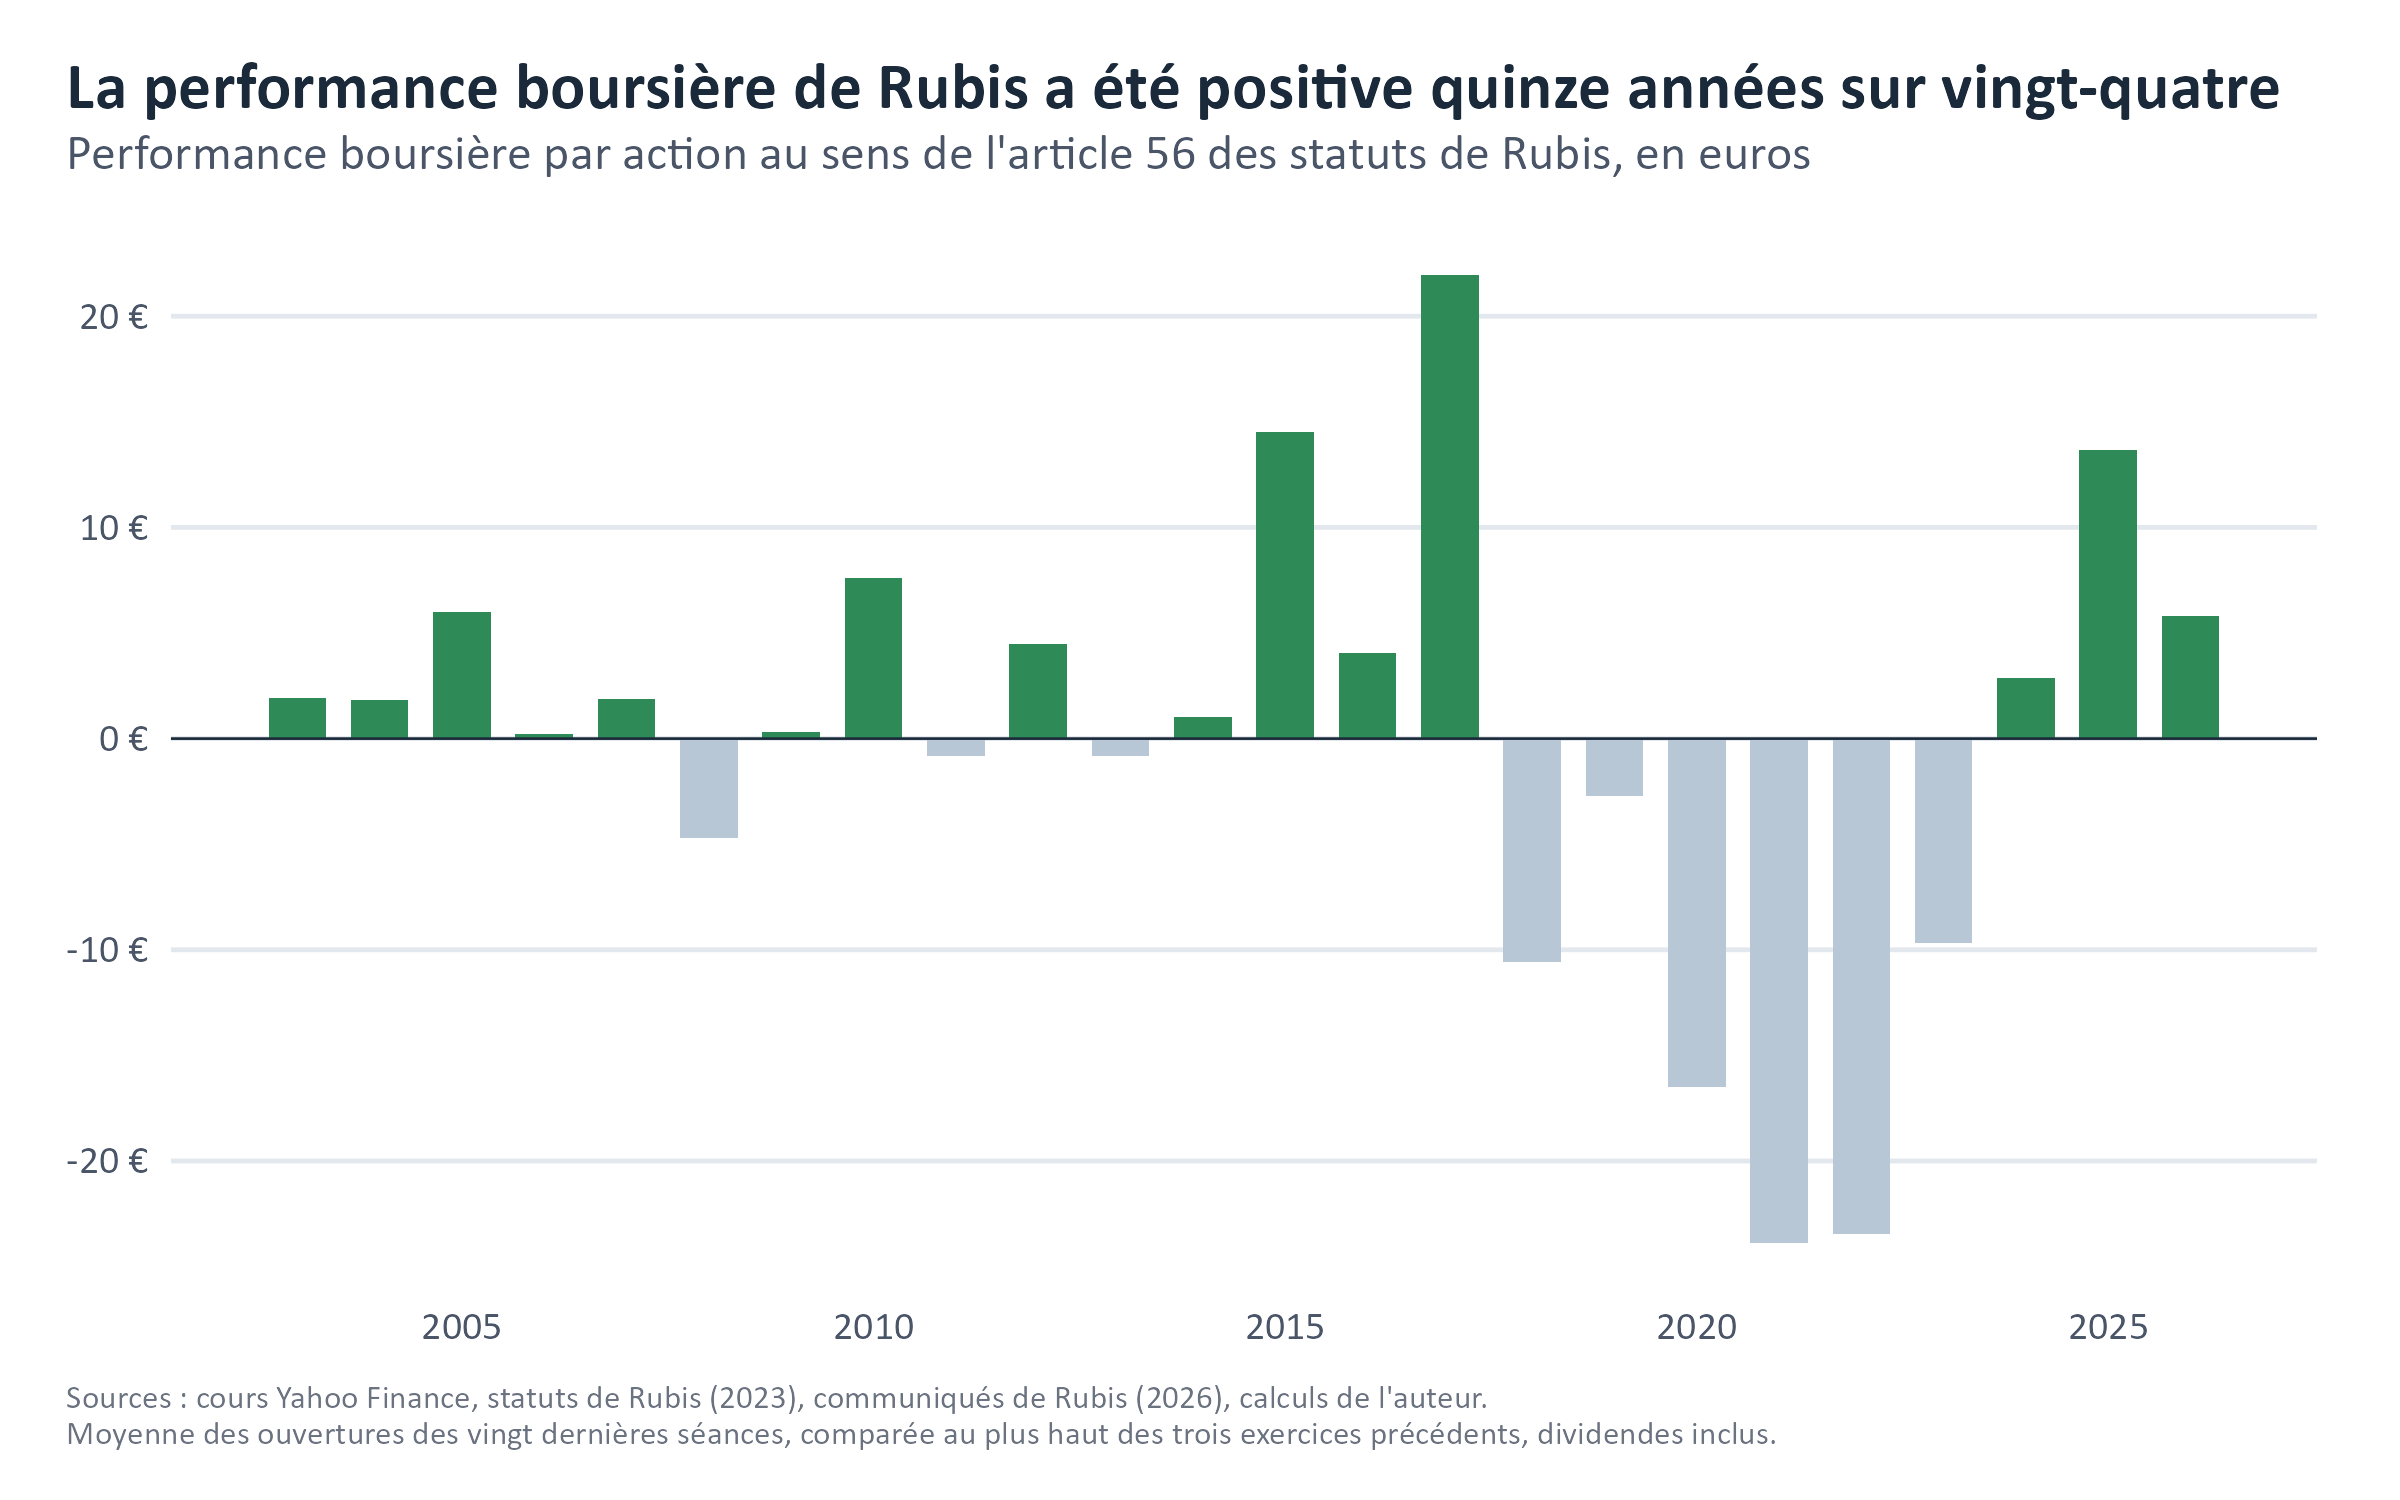 La performance boursière de Rubis a été positive quinze années sur vingt-quatre
Performance boursière par action au sens de l'article 56 des statuts de Rubis, en euros
20 €
10 €
0 €
-10 €
-20 €
2005 2010 2015 2020 2025
Sources : cours Yahoo Finance, statuts de Rubis (2023), communiqués de Rubis (2026), calculs de l'auteur.
Moyenne des ouvertures des vingt dernières séances, comparée au plus haut des trois exercices précédents, dividendes inclus.